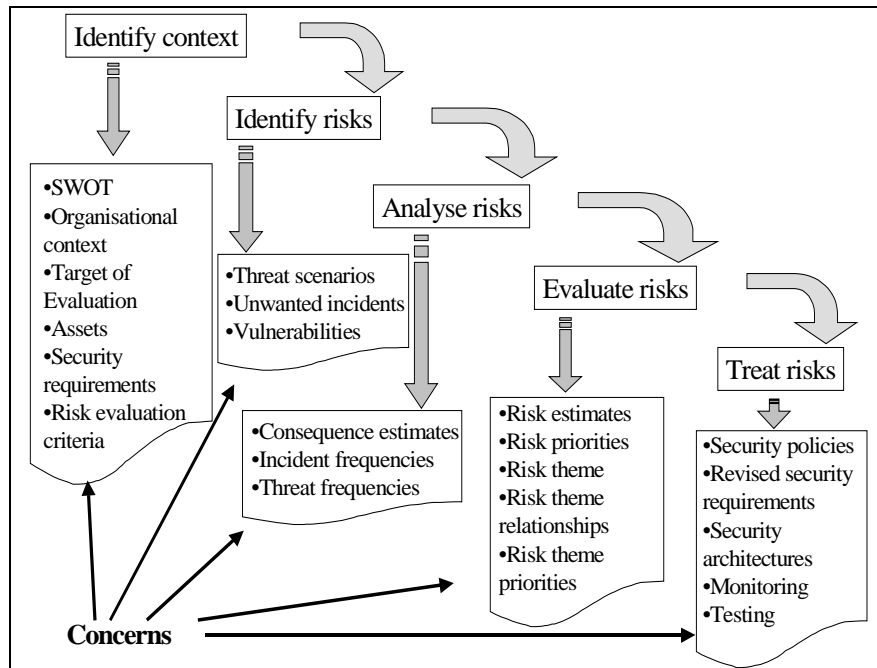 Identify context
Identify risks
Analyse risks
Evaluate risks
Treat risks
•SWOT
•Organisational
context
•Target of
Evaluation
•Assets
•Security
requirements
•Risk evaluation
criteria
•Threat scenarios
•Unwanted incidents
•Vulnerabilities
•Consequence estimates
•Incident frequencies
•Threat frequencies
•Risk estimates
•Risk priorities
•Risk theme
•Risk theme
relationships
•Risk theme
priorities
•Security policies
•Revised security
requirements
•Security
architectures
•Monitoring
•Testing
Concerns